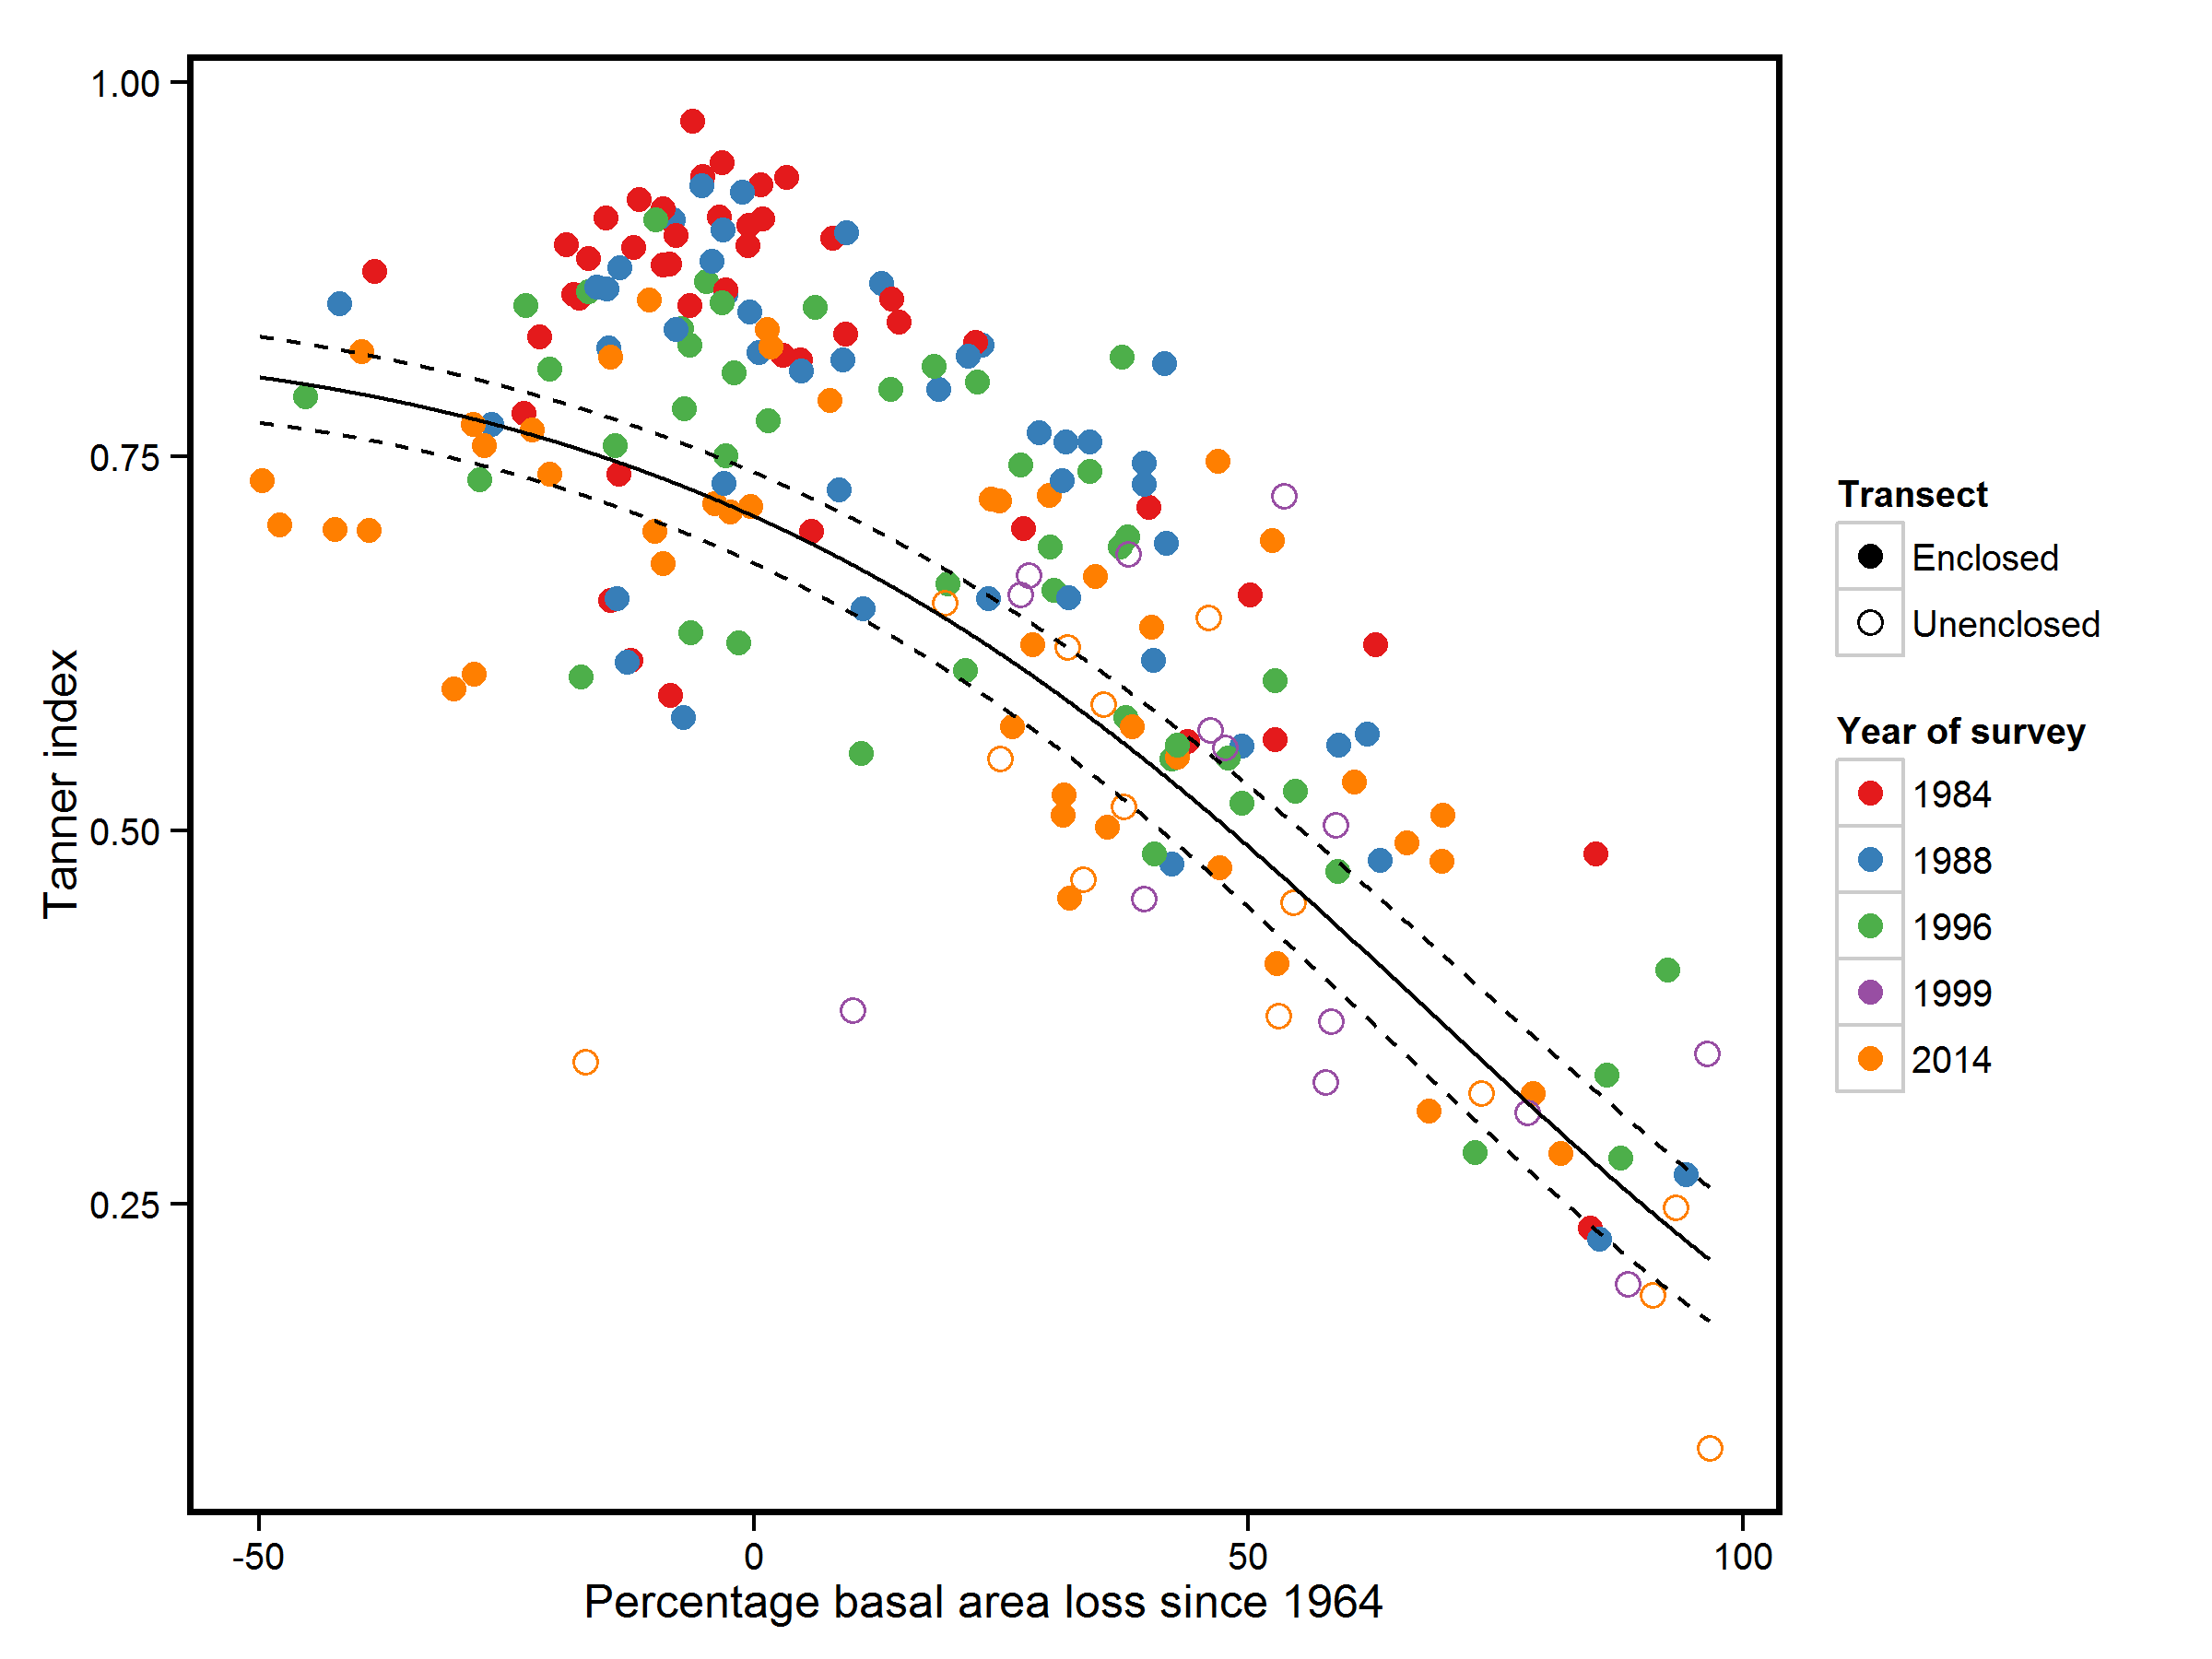 1.00
0.75
0.50
0.25
Tanner index
-50
0
50
100
Percentage basal area loss since 1964
Transect
Enclosed
Unenclosed
Year of survey
1984
1988
1996
1999
2014